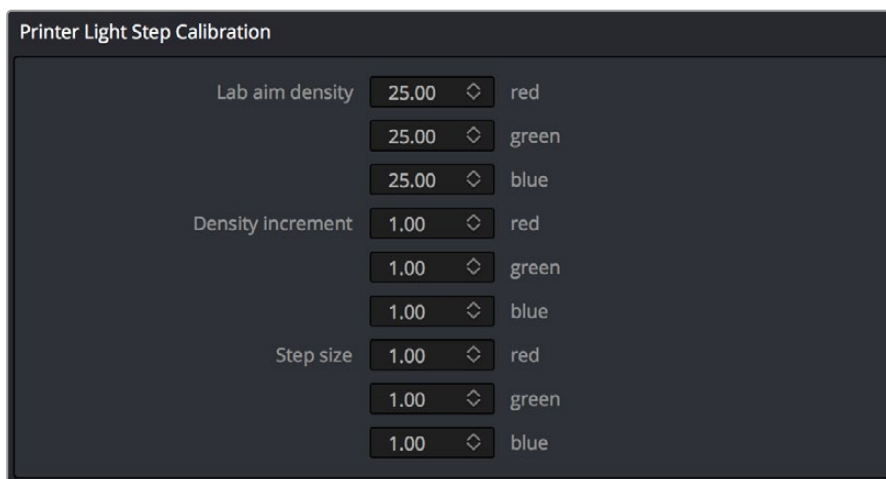 Printer Light Step Calibration
Lab aim density 25.00 red
25.00 green
25.00 blue
Density increment 1.00 red
1.00 green
1.00 blue
Step size 1.00 red
1.00 green
1.00 blue